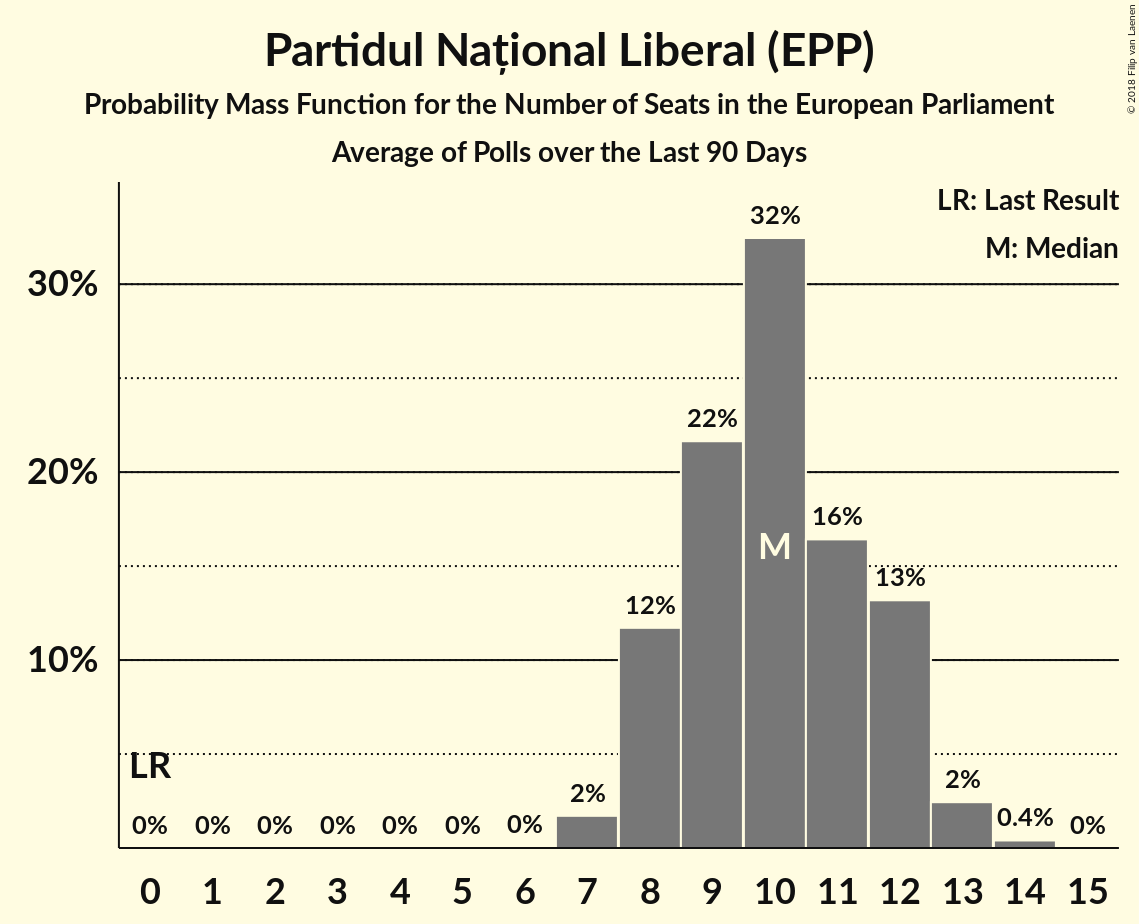 Partidul Național Liberal (EPP)
Probability Mass Function for the Number of Seats in the European Parliament
Average of Polls over the Last 90 Days
© 2018 Filip van Laenen
LR: Last Result
M: Median
30%
20%
10%
LR
M
0% 0% 0% 0% 0% 0% 0% 2% 12% 22% 32% 16% 13% 2% 0.4% 0%
0 1 2 3 4 5 6 7 8 9 10 11 12 13 14 15